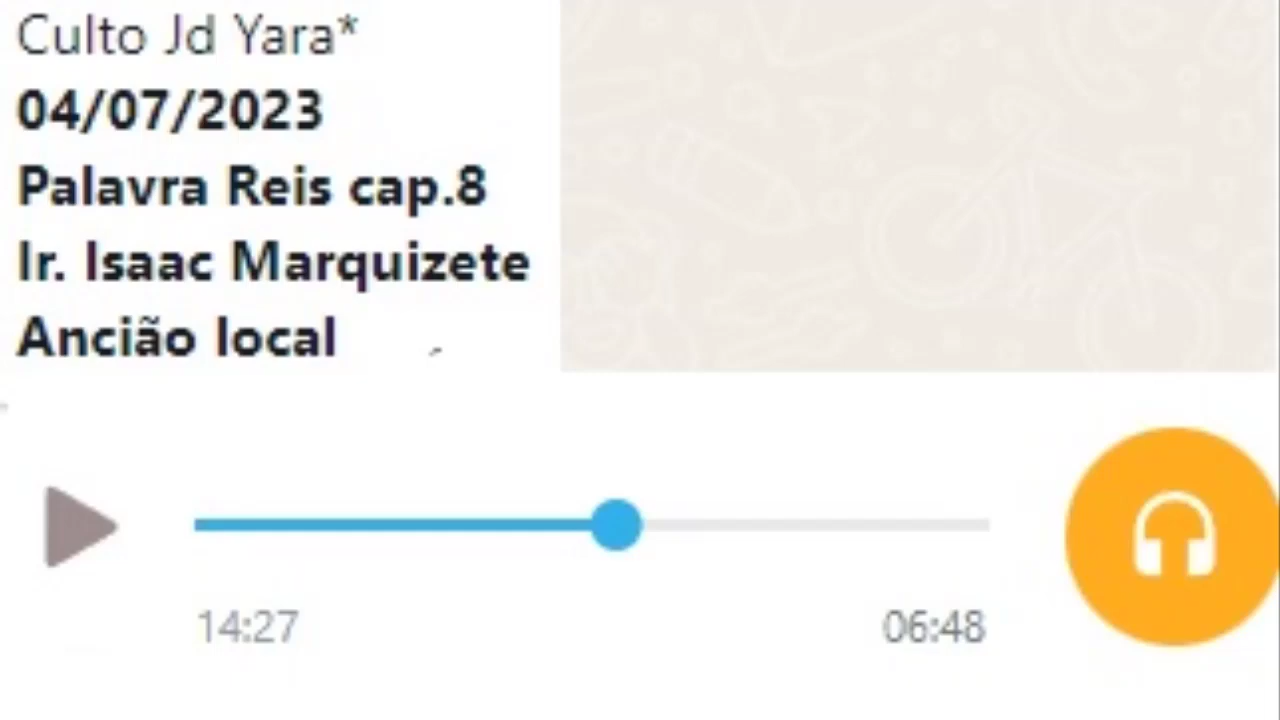 Culto Jd Yara*
04/07/2023
Palavra Reis cap.8
Ir. Isaac Marquizete
Ancião local
14:27 06:48